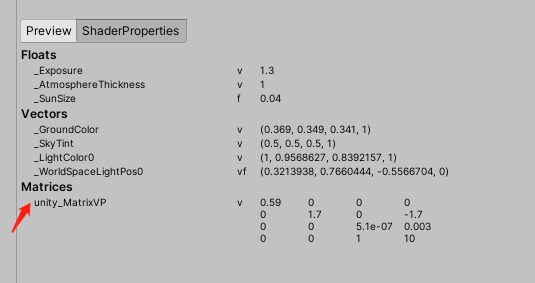 Preview ShaderProperties
Floats
_Exposure v 1.3
_AtmosphereThickness v 1
_SunSize f 0.04
Vectors
_GroundColor v (0.369, 0.349, 0.341, 1)
_SkyTint v (0.5, 0.5, 0.5, 1)
_LightColor0 v (1, 0.9568627, 0.8392157, 1)
_WorldSpaceLightPos0 vf (0.3213938, 0.7660444, -0.5566704, 0)
Matrices
unity_MatrixVP v 0.59 0 0 0
0 1.7 0 -1.7
0 0 5.1e-07 0.003
0 0 1 10